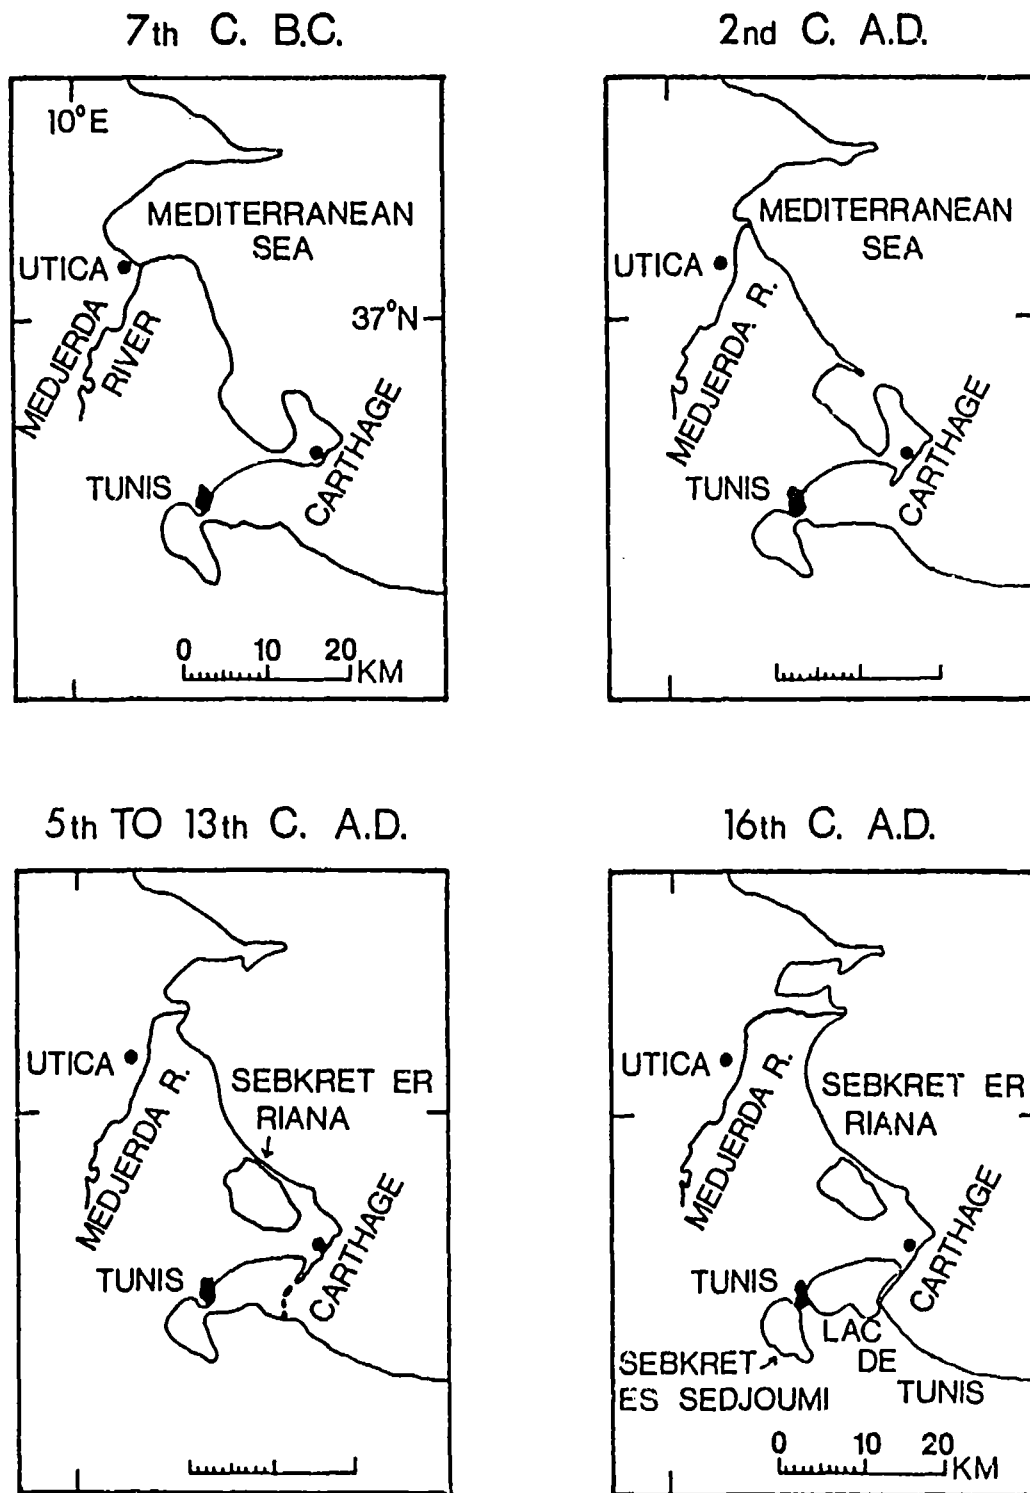 7th C. B.C.
10°E
MEDITERRANEAN
SEA
UTICA
MEDJERDA
RIVER
37°N
CARTHAGE
TUNIS
0 10 20
KM
2nd C. A.D.
MEDITERRANEAN
SEA
UTICA
MEDJERDA R.
CARTHAGE
TUNIS
5th TO 13th C. A.D.
UTICA
MEDJERDA R.
SEBKRET ER
RIANA
CARTHAGE
TUNIS
16th C. A.D.
UTICA
MEDJERDA R.
SEBKRET ER
RIANA
CARTHAGE
TUNIS
LAC
DE
TUNIS
SEBKRET
ES SEDJOUMI
0 10 20
KM